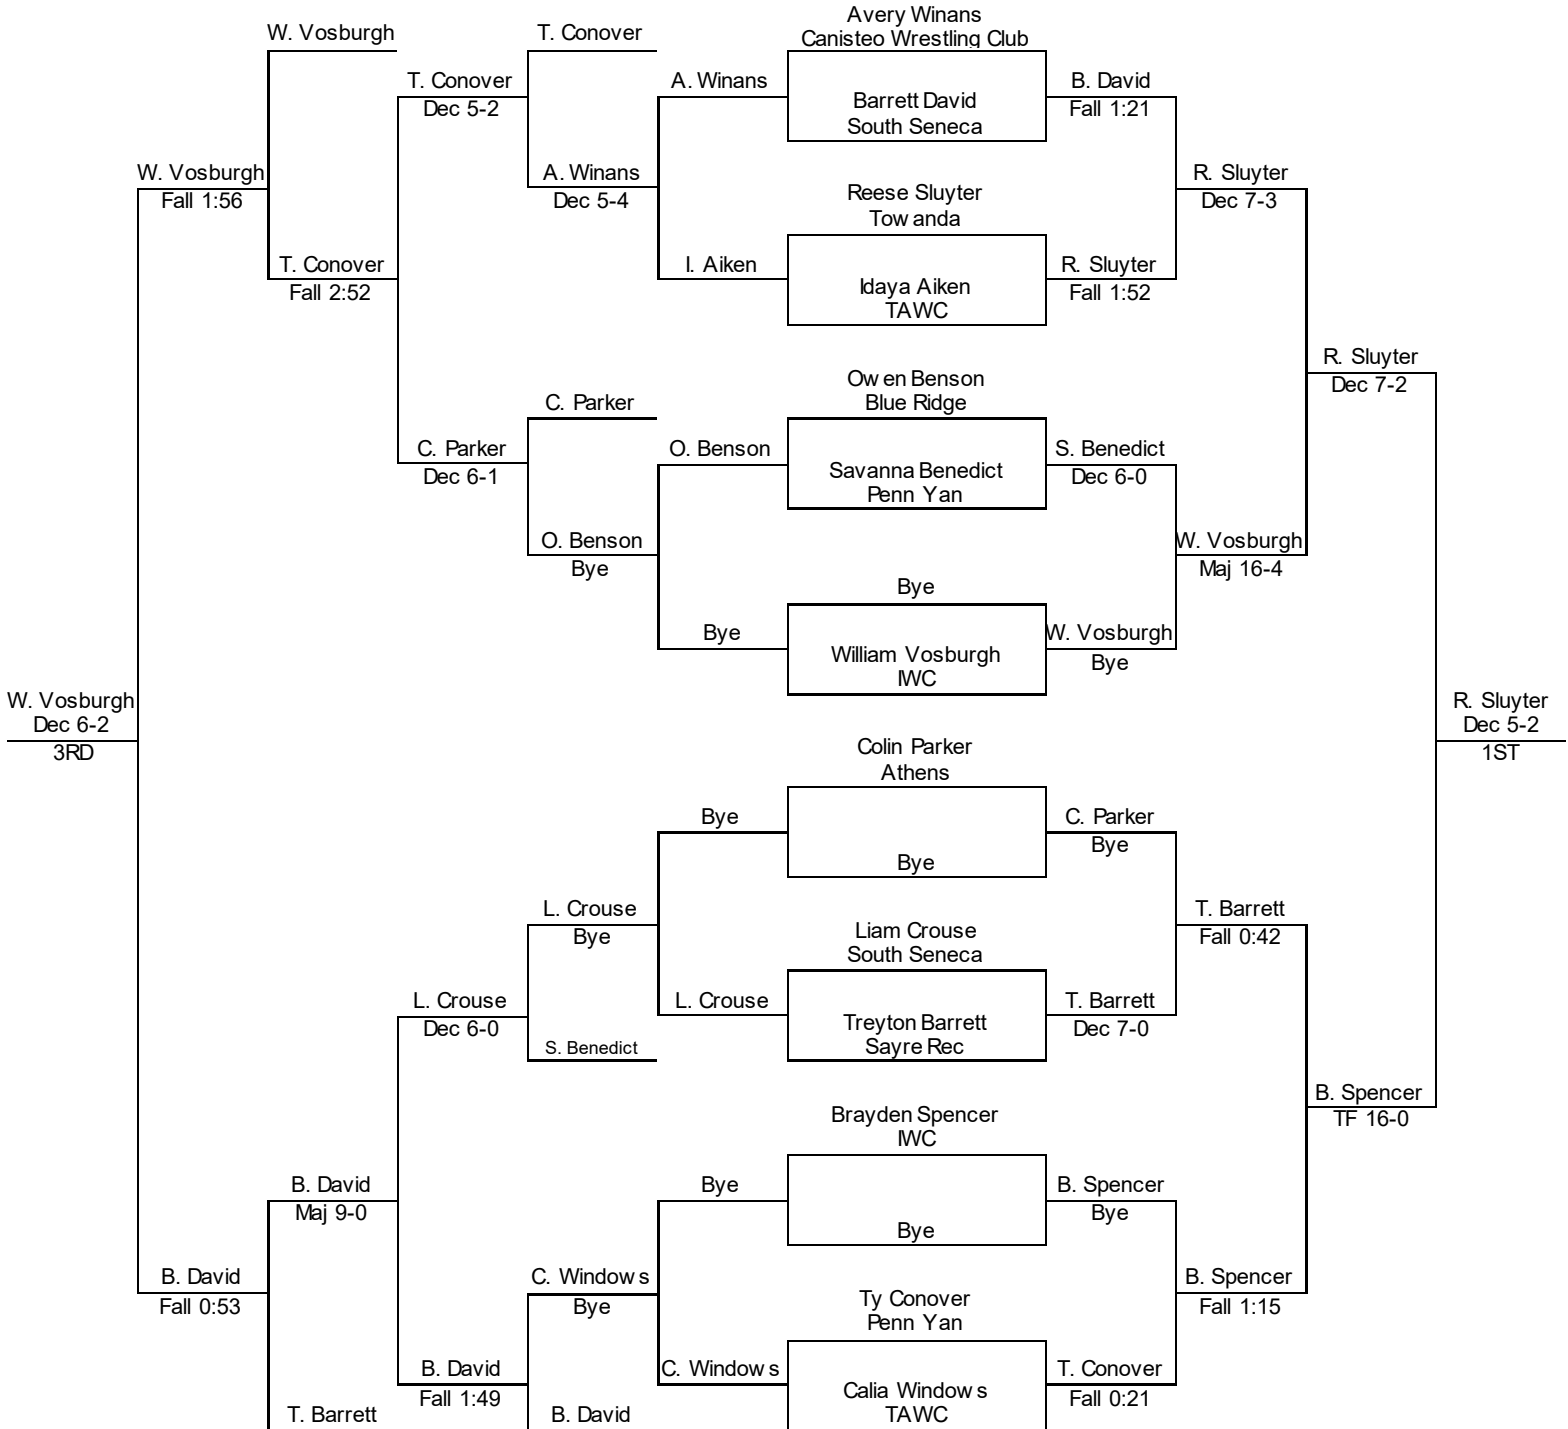 Avery Winans
W. Vosburgh
T. Conover
Canisteo Wrestling Club
T. Conover
A. Winans
B. David
Dec 5-2
Barrett David
Fall 1:21
South Seneca
W. Vosburgh
A. Winans
R. Sluyter
Fall 1:56
Dec 5-4
Reese Sluyter
Dec 7-3
Towanda
T. Conover
I. Aiken
R. Sluyter
Fall 2:52
Idaya Aiken
Fall 1:52
TAWC
R. Sluyter
Owen Benson
Dec 7-2
C. Parker
Blue Ridge
C. Parker
O. Benson
S. Benedict
Dec 6-1
Savanna Benedict
Dec 6-0
Penn Yan
O. Benson
W. Vosburgh
Bye
Maj 16-4
Bye
Bye
W. Vosburgh
William Vosburgh
Bye
IWC
W. Vosburgh
R. Sluyter
Dec 6-2
Dec 5-2
3RD
Colin Parker
1ST
Athens
Bye
C. Parker
Bye
Bye
L. Crouse
T. Barrett
Bye
Liam Crouse
Fall 0:42
South Seneca
L. Crouse
L. Crouse
T. Barrett
Dec 6-0
Treyton Barrett
Dec 7-0
S. Benedict
Sayre Rec
B. Spencer
Brayden Spencer
TF 16-0
IWC
B. David
Bye
B. Spencer
Maj 9-0
Bye
Bye
B. David
C. Windows
B. Spencer
Fall 0:53
Bye
Ty Conover
Fall 1:15
Penn Yan
B. David
C. Windows
T. Conover
Fall 1:49
Calia Windows
Fall 0:21
T. Barrett
B. David
TAWC